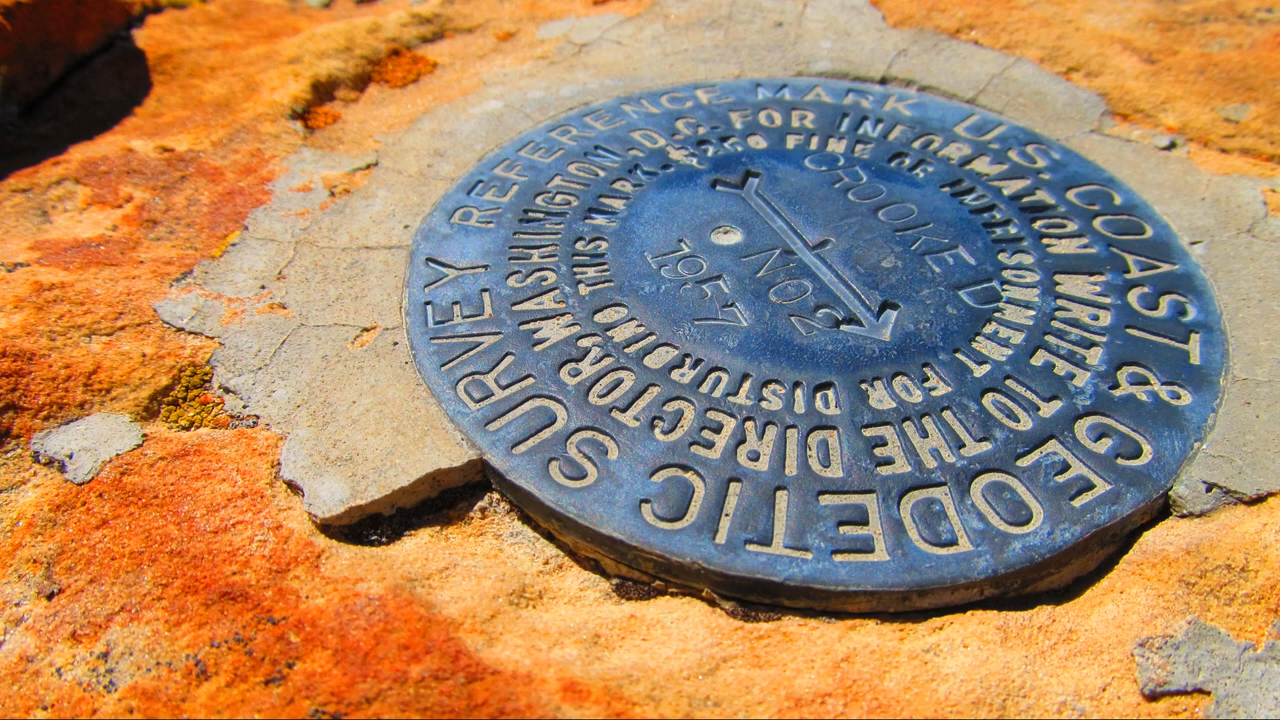 U.S. COAST & GEODETIC SURVEY REFERENCE MARK
FOR INFORMATION WRITE TO THE DIRECTOR, WASHINGTON, D.C.
$250 FINE OR IMPRISONMENT FOR DISTURBING THIS MARK.
CROOKED
NO 2
1957